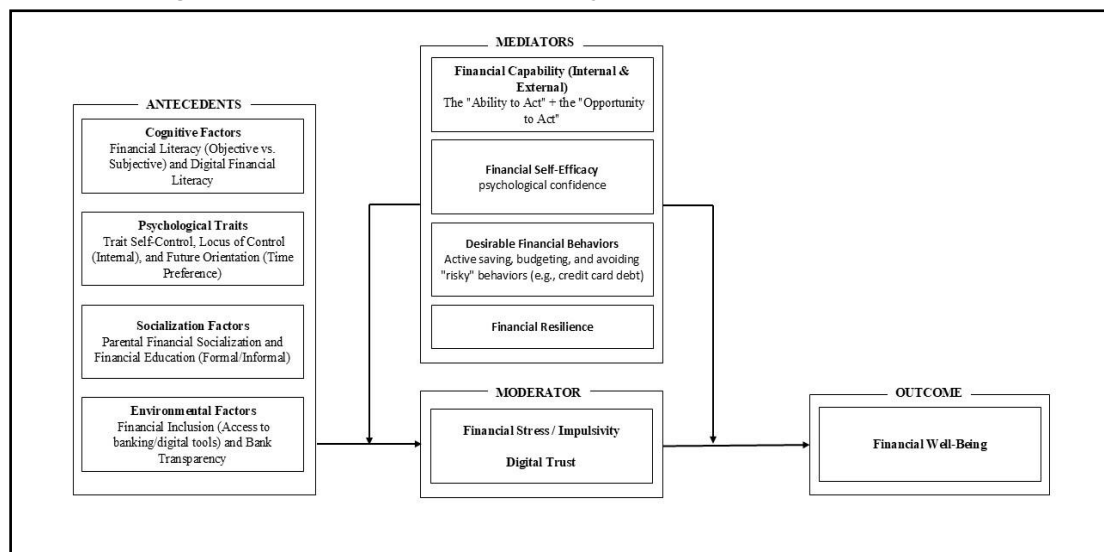 MEDIATORS
Financial Capability (Internal &
External)
The "Ability to Act" + the "Opportunity
to Act"
Financial Self-Efficacy
psychological confidence
Desirable Financial Behaviors
Active saving, budgeting, and avoiding
"risky" behaviors (e.g., credit card debt)
Financial Resilience
ANTECEDENTS
Cognitive Factors
Financial Literacy (Objective vs.
Subjective) and Digital Financial
Literacy
Psychological Traits
Trait Self-Control, Locus of Control
(Internal), and Future Orientation (Time
Preference)
Socialization Factors
Parental Financial Socialization and
Financial Education (Formal/Informal)
Environmental Factors
Financial Inclusion (Access to
banking/digital tools) and Bank
Transparency
MODERATOR
Financial Stress / Impulsivity
Digital Trust
OUTCOME
Financial Well-Being